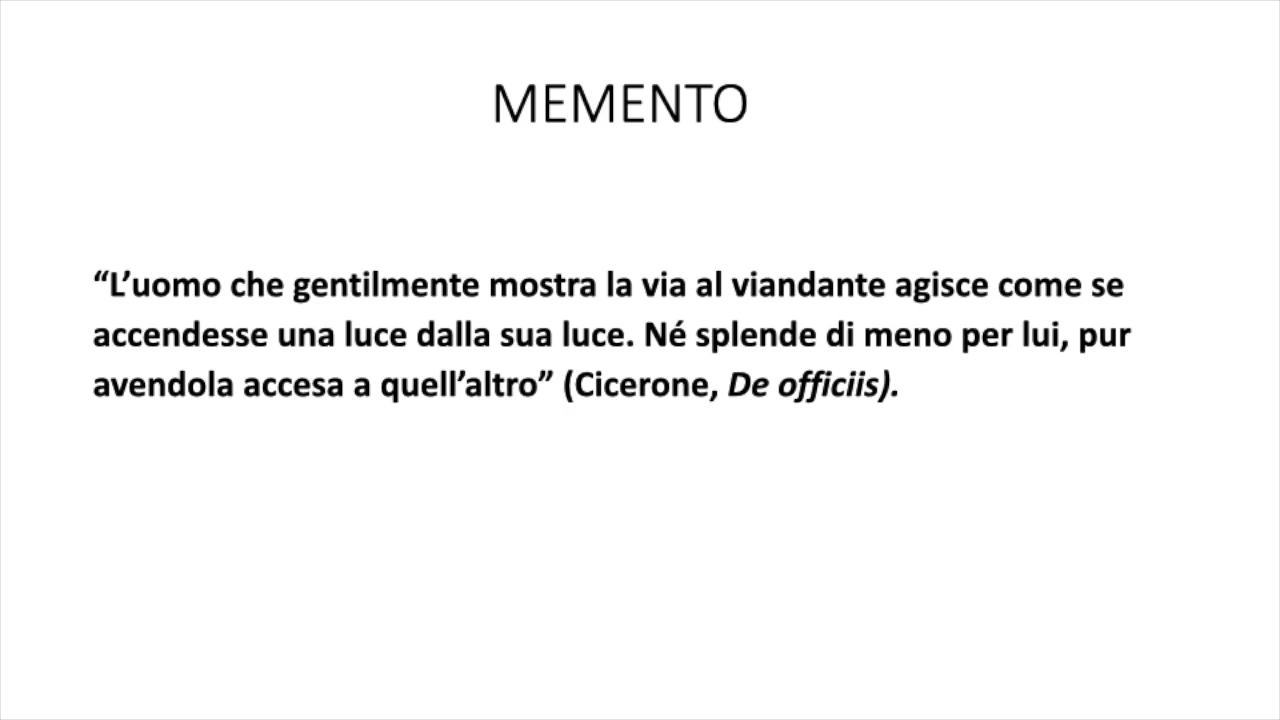 MEMENTO
“L’uomo che gentilmente mostra la via al viandante agisce come se
accendesse una luce dalla sua luce. Né splende di meno per lui, pur
avendola accesa a quell’altro” (Cicerone, De officiis).